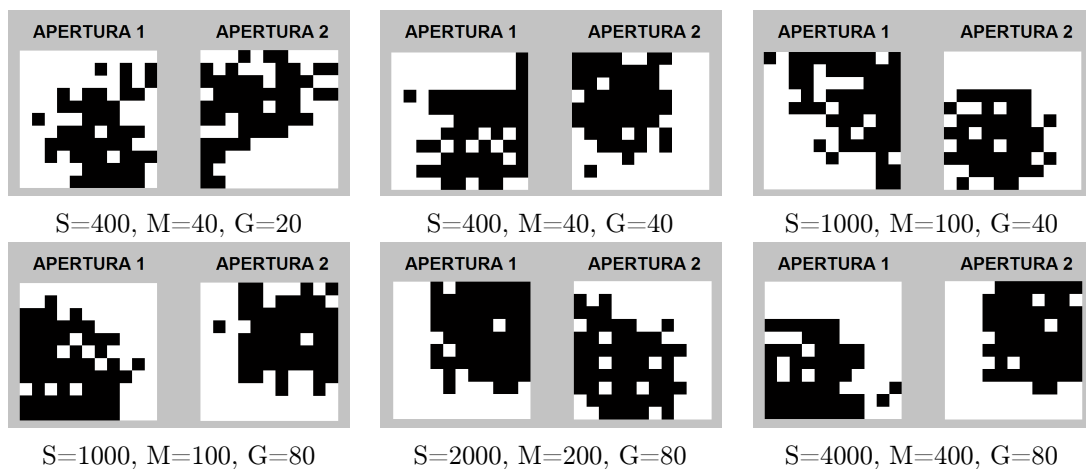 APERTURA 1 APERTURA 2 APERTURA 1 APERTURA 2 APERTURA 1 APERTURA 2
S=400, M=40, G=20 S=400, M=40, G=40 S=1000, M=100, G=40
APERTURA 1 APERTURA 2 APERTURA 1 APERTURA 2 APERTURA 1 APERTURA 2
S=1000, M=100, G=80 S=2000, M=200, G=80 S=4000, M=400, G=80